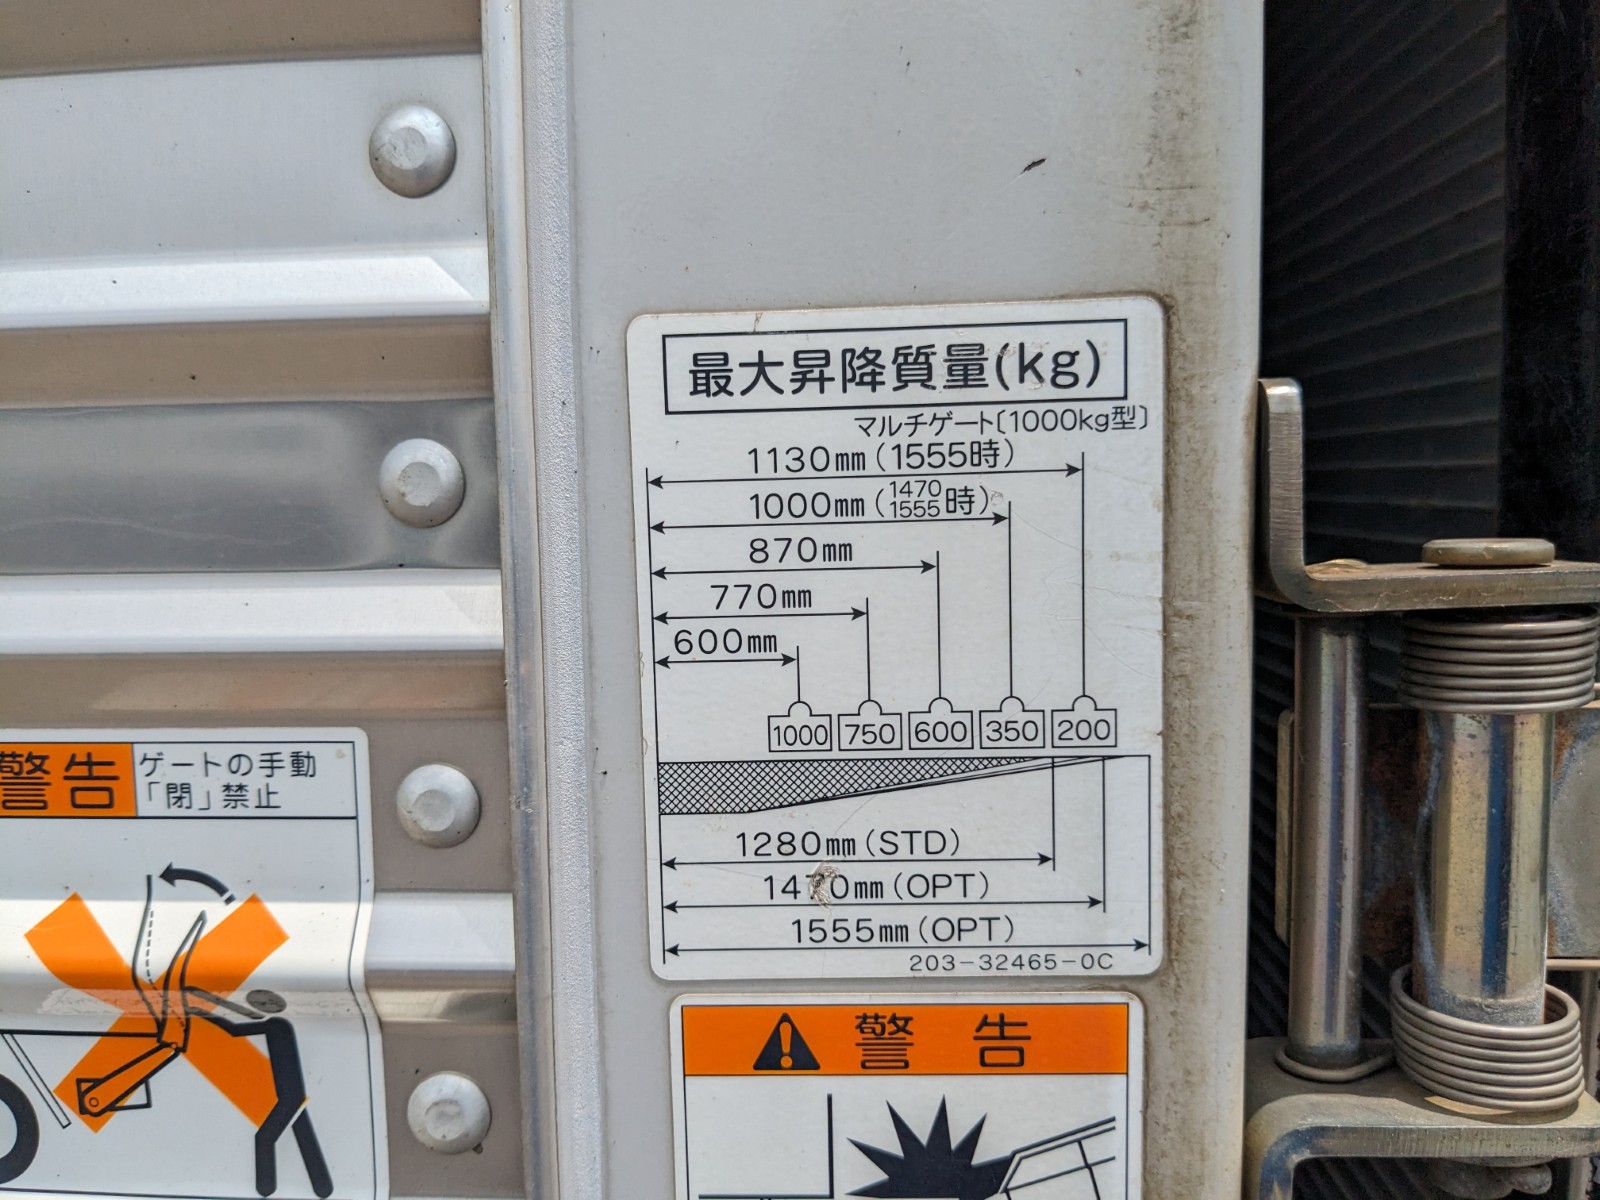 最大昇降質量(kg)
マルチゲート〔1000kg型〕
1130mm(1555時)
1000mm(1470 1555時)
870mm
770mm
600mm
1000 750 600 350 200
1280mm(STD)
1470mm(OPT)
1555mm(OPT)
203-32465-0C
警告
ゲートの手動
「閉」禁止
警告